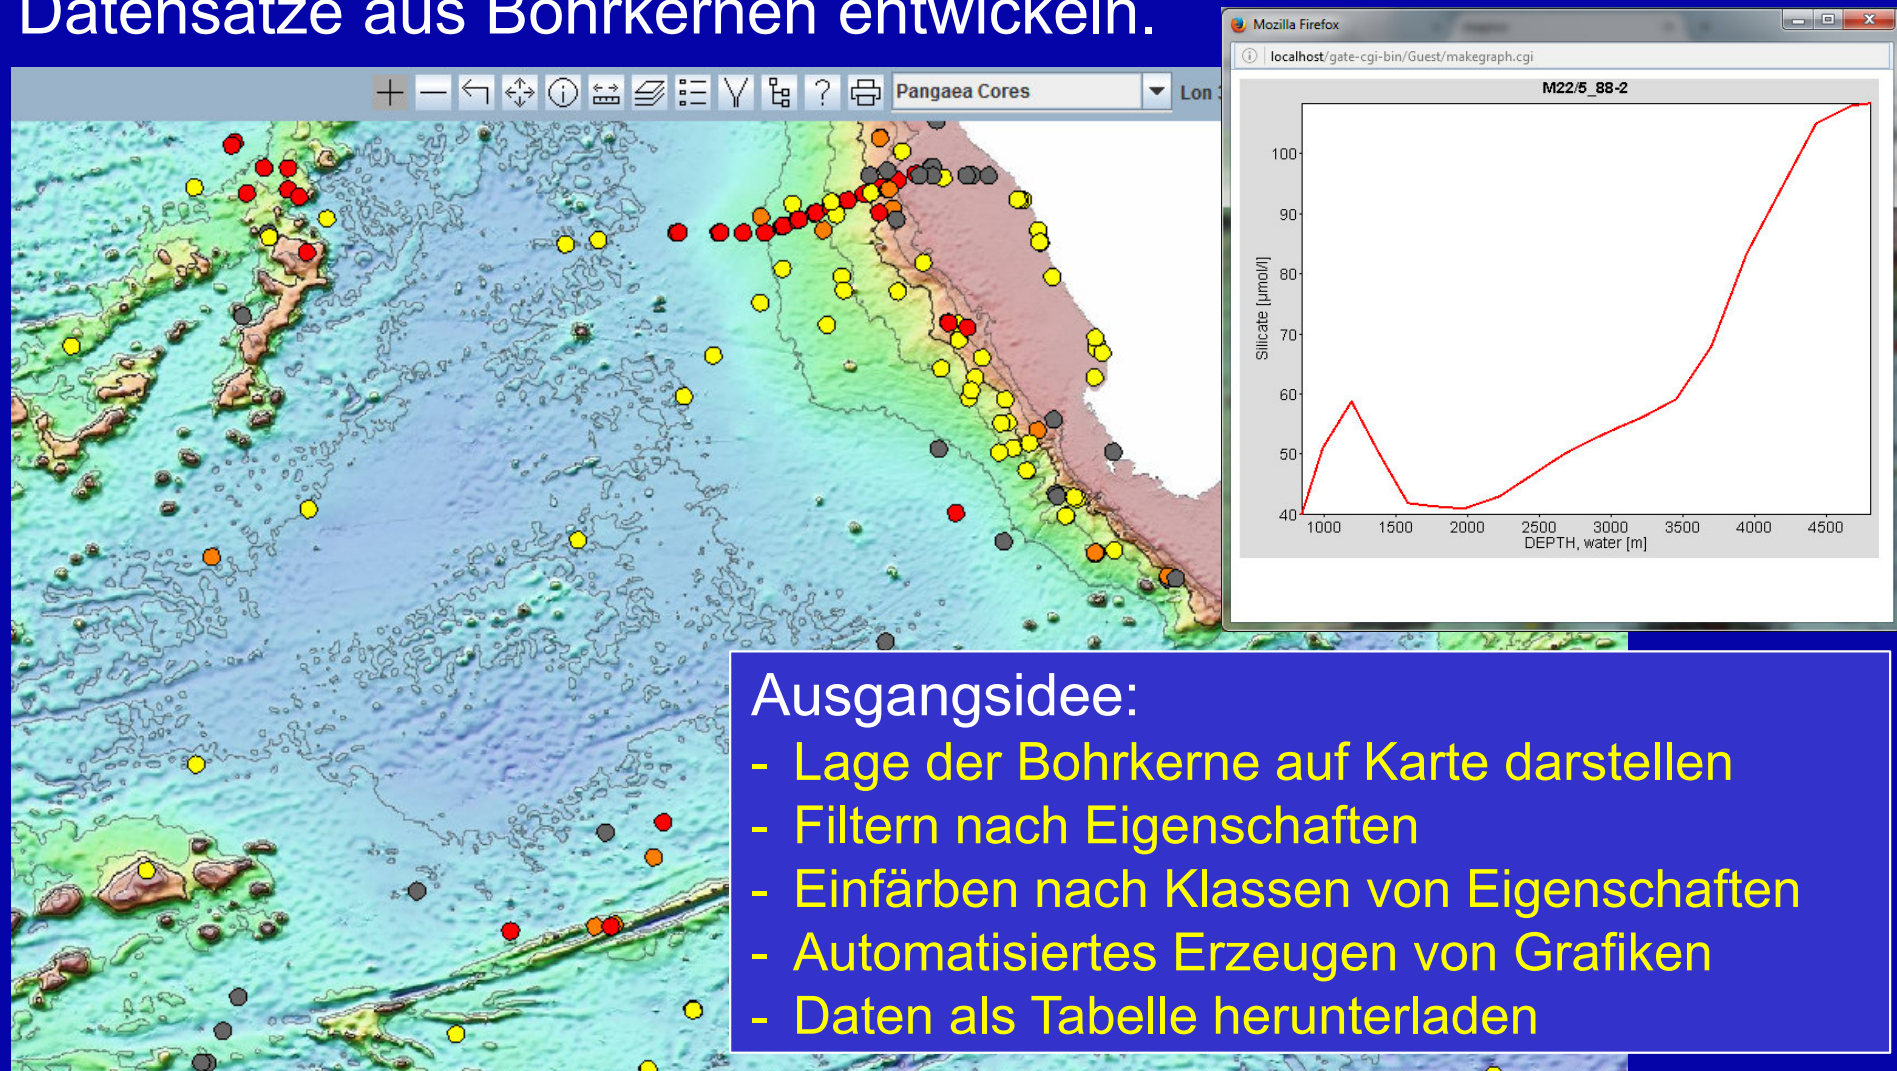 Datensätze aus Bohrkernen entwickeln.
Mozilla Firefox
localhost/gate-cgi-bin/Guest/makegraph.cgi
Pangaea Cores
Lon
M22/5_88-2
Silicate [µmol/l]
100
90
80
70
60
50
40
1000 1500 2000 2500 3000 3500 4000 4500
DEPTH, water [m]
Ausgangsidee:
- Lage der Bohrkerne auf Karte darstellen
- Filtern nach Eigenschaften
- Einfärben nach Klassen von Eigenschaften
- Automatisiertes Erzeugen von Grafiken
- Daten als Tabelle herunterladen